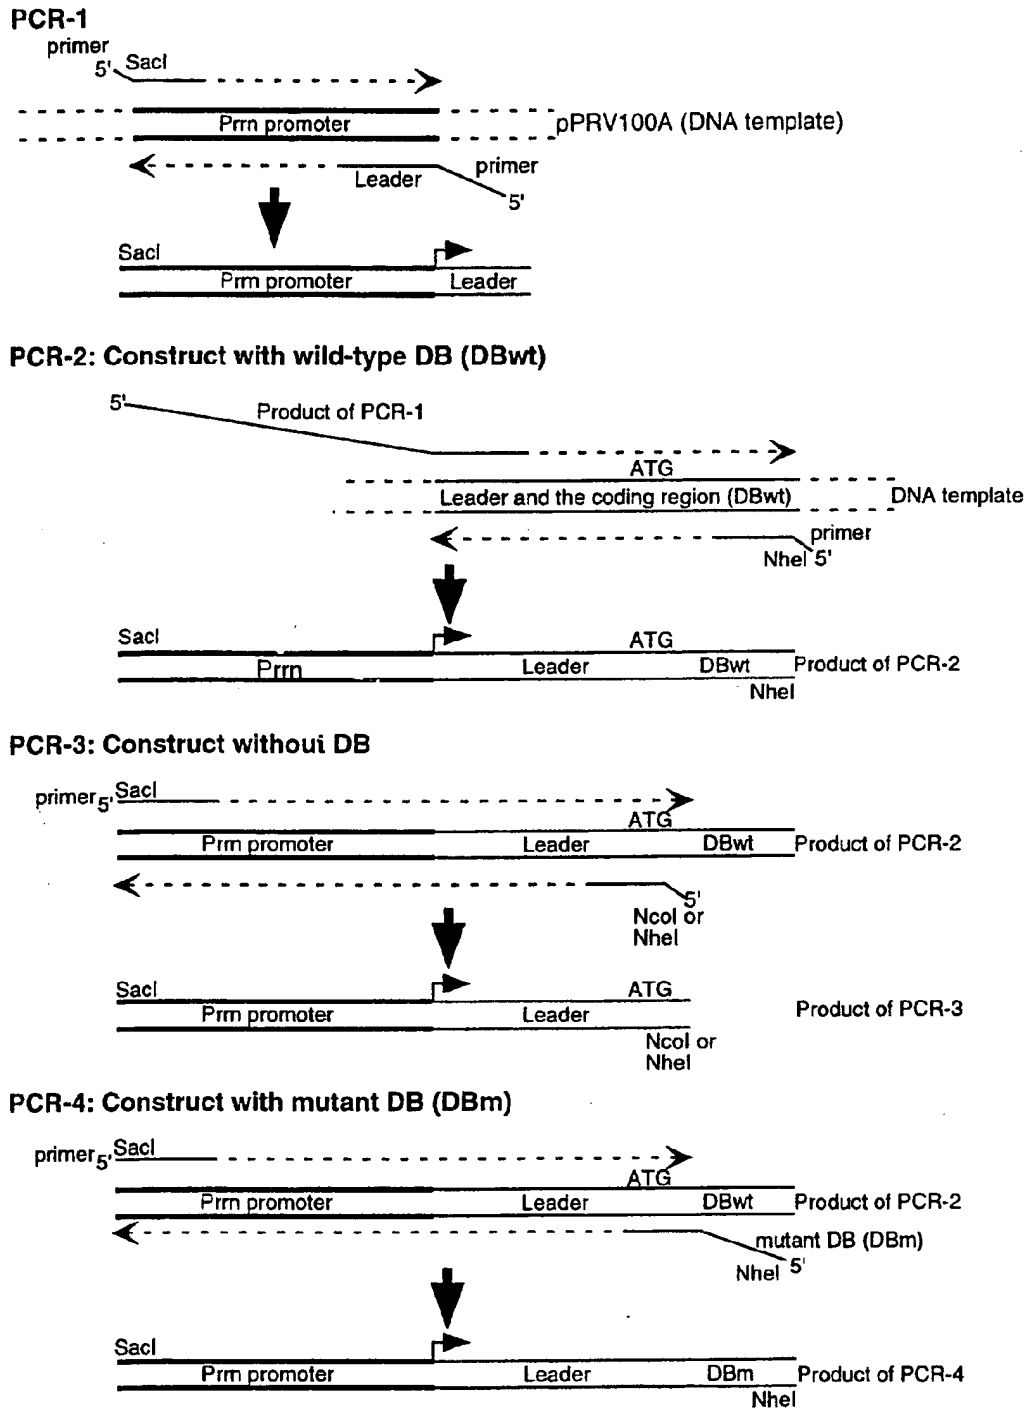 PCR-1
primer
5' SacI
Prrn promoter
pPRV100A (DNA template)
primer
Leader
5'
SacI
Prrn promoter Leader
PCR-2: Construct with wild-type DB (DBwt)
5'
Product of PCR-1
ATG
Leader and the coding region (DBwt)
DNA template
primer
NheI 5'
SacI
ATG
Prrn Leader DBwt Product of PCR-2
NheI
PCR-3: Construct withoui DB
primer 5' SacI
ATG
Prrn promoter Leader DBwt Product of PCR-2
5'
NcoI or
NheI
SacI
ATG
Prrn promoter Leader Product of PCR-3
NcoI or
NheI
PCR-4: Construct with mutant DB (DBm)
primer 5' SacI
ATG
Prrn promoter Leader DBwt Product of PCR-2
mutant DB (DBm)
NheI 5'
SacI
Prrn promoter Leader DBm Product of PCR-4
NheI